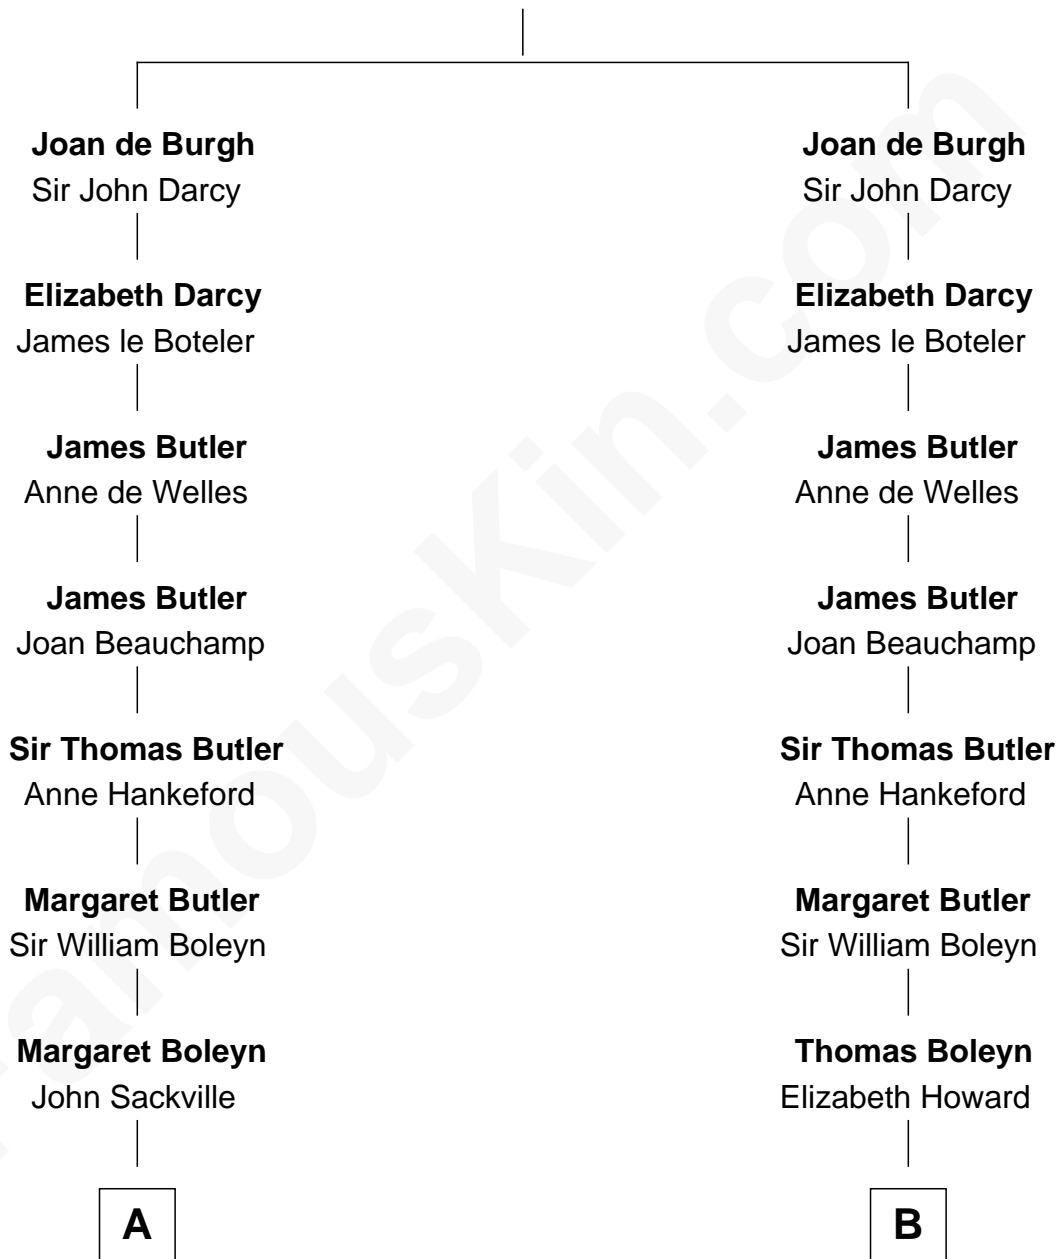 Joan de Burgh
Sir John Darcy
Elizabeth Darcy
James le Boteler
James Butler
Anne de Welles
James Butler
Joan Beauchamp
Sir Thomas Butler
Anne Hankeford
Margaret Butler
Sir William Boleyn
Margaret Boleyn
John Sackville
A
Joan de Burgh
Sir John Darcy
Elizabeth Darcy
James le Boteler
James Butler
Anne de Welles
James Butler
Joan Beauchamp
Sir Thomas Butler
Anne Hankeford
Margaret Butler
Sir William Boleyn
Thomas Boleyn
Elizabeth Howard
B
FamousKin.com